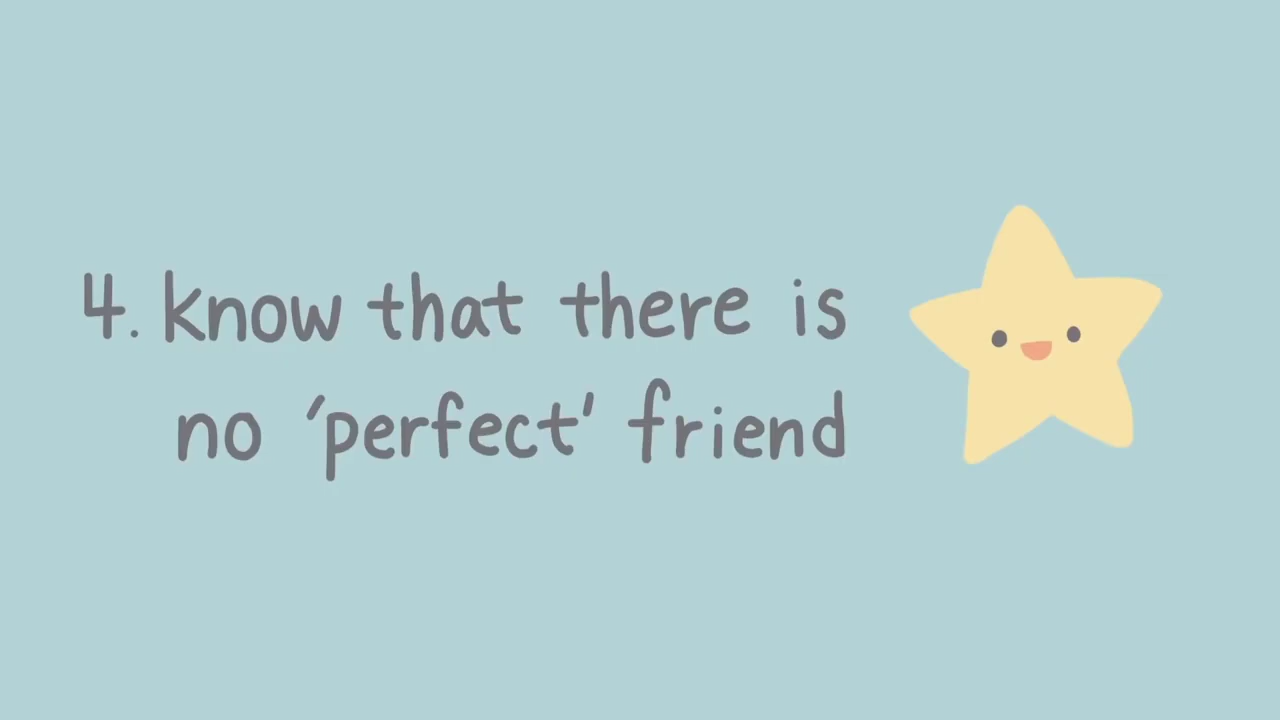 4. know that there is
no 'perfect' friend